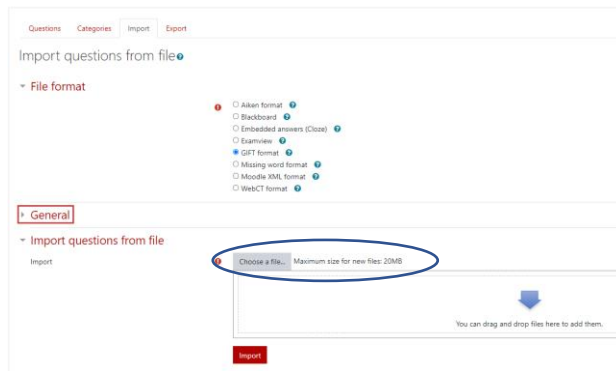 Questions Categories Import Export
Import questions from file
File format
Aiken format
Blackboard
Embedded answers (Cloze)
Examview
GIFT format
Missing word format
Moodle XML format
WebCT format
General
Import questions from file
Import Choose a file... Maximum size for new files: 20MB
You can drag and drop files here to add them.
Import